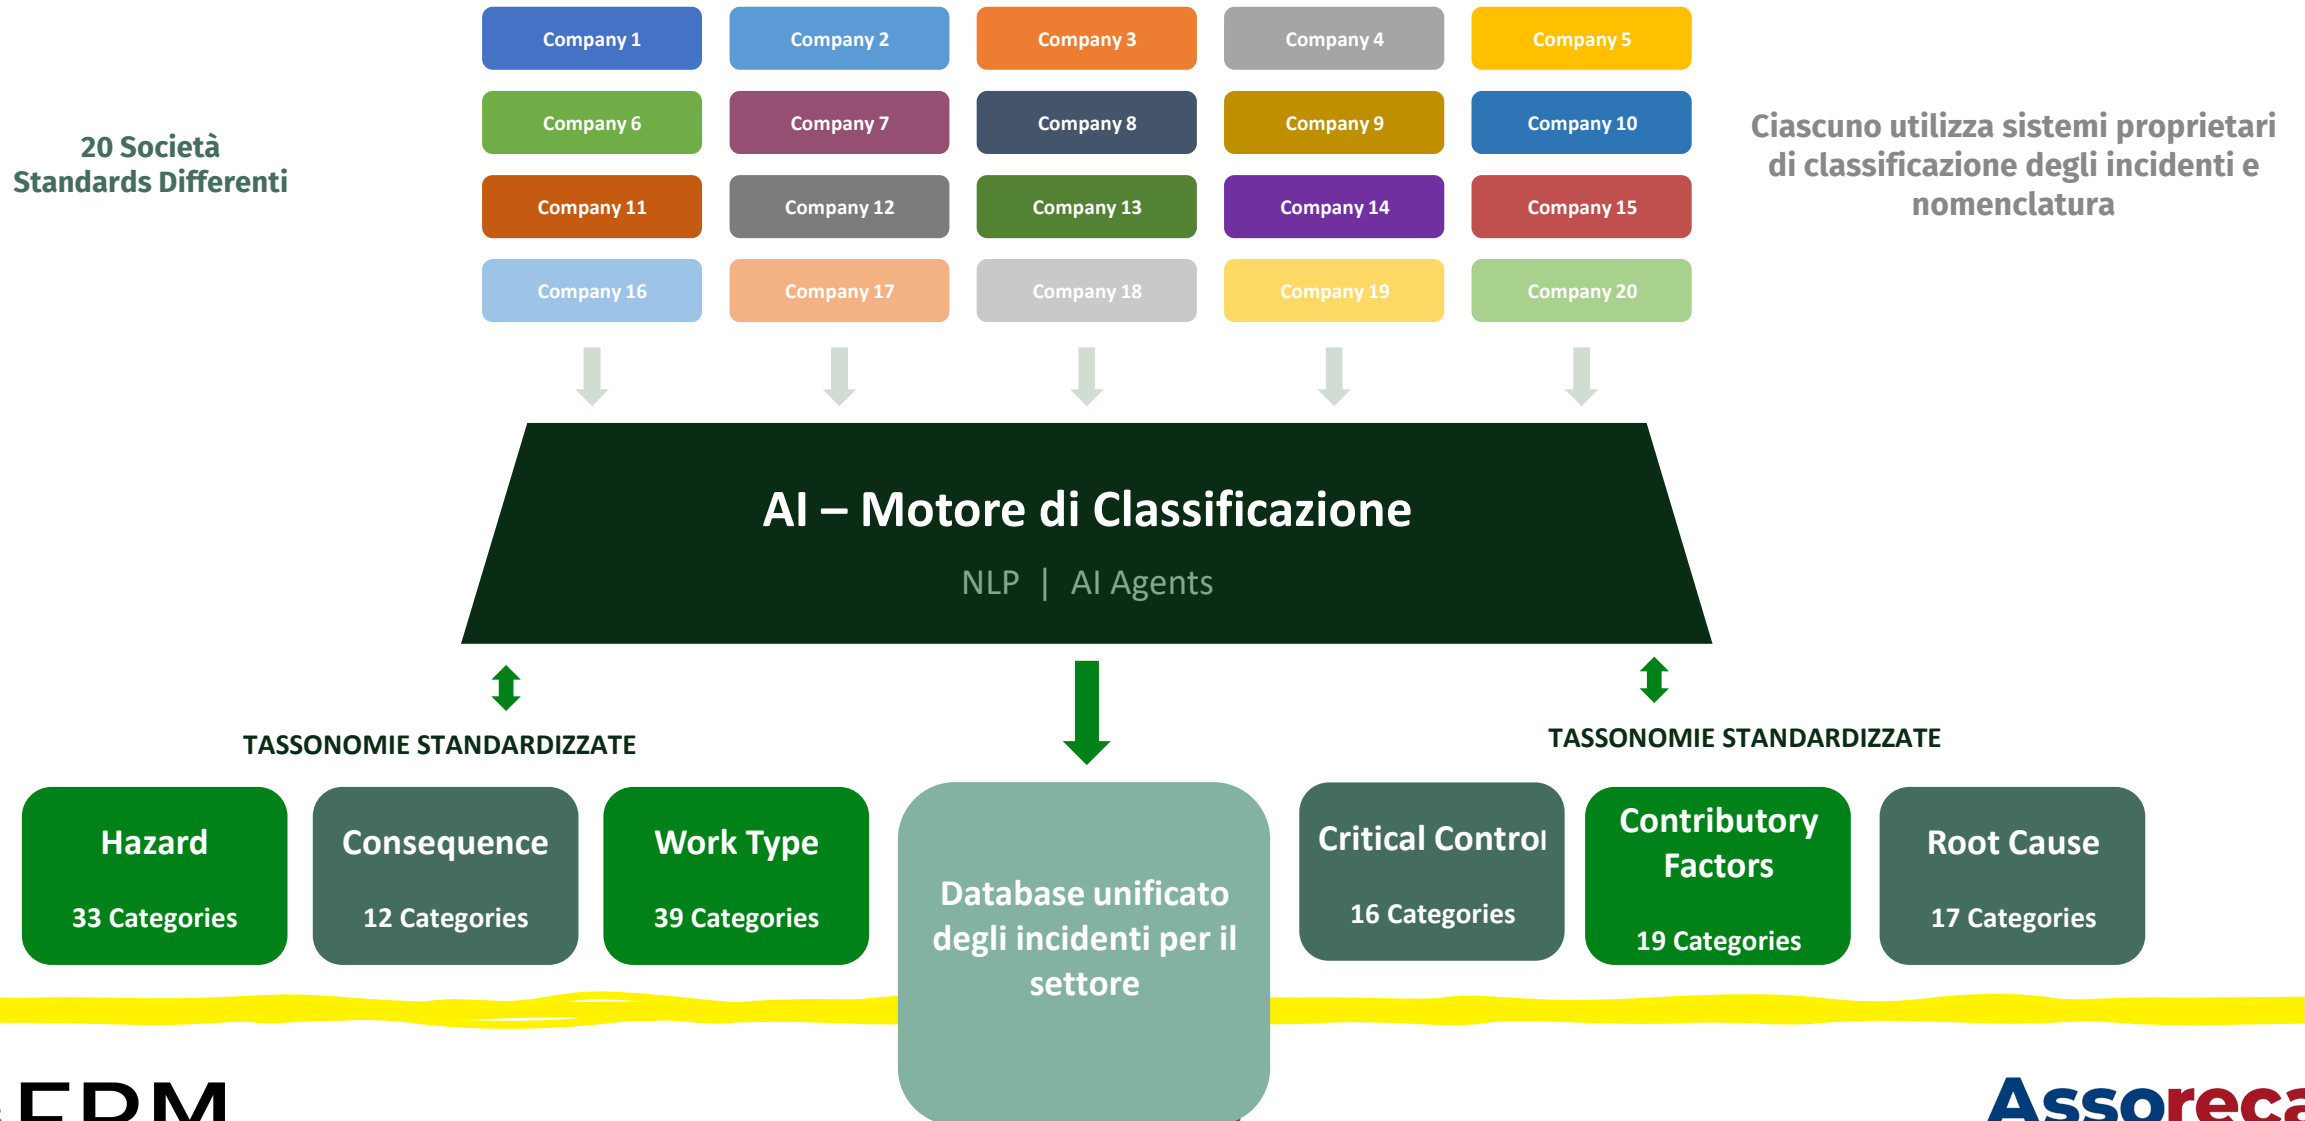 Company 1
Company 2
Company 3
Company 4
Company 5
Company 6
Company 7
Company 8
Company 9
Company 10
Company 11
Company 12
Company 13
Company 14
Company 15
Company 16
Company 17
Company 18
Company 19
Company 20
20 Società
Standards Differenti
Ciascuno utilizza sistemi proprietari
di classificazione degli incidenti e
nomenclatura
AI – Motore di Classificazione
NLP | AI Agents
TASSONOMIE STANDARDIZZATE
TASSONOMIE STANDARDIZZATE
Hazard
33 Categories
Consequence
12 Categories
Work Type
39 Categories
Database unificato
degli incidenti per il
settore
Critical Control
16 Categories
Contributory
Factors
19 Categories
Root Cause
17 Categories
ERM
Assoreca